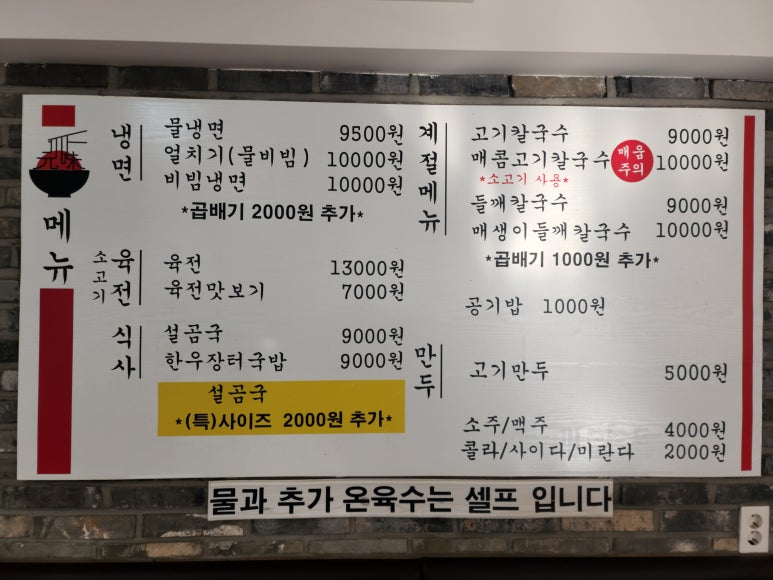 元味
메뉴
냉면
물냉면 9500원
얼치기(물비빔) 10000원
비빔냉면 10000원
*곱배기 2000원 추가*
소고기 육전
육전 13000원
육전맛보기 7000원
식사
설곰국 9000원
한우장터국밥 9000원
설곰국
*(특)사이즈 2000원 추가*
계절메뉴
고기칼국수 9000원
매콤고기칼국수 매움주의 10000원
*소고기 사용*
들깨칼국수 9000원
매생이들깨칼국수 10000원
*곱배기 1000원 추가*
공기밥 1000원
만두
고기만두 5000원
소주/맥주 4000원
콜라/사이다/미란다 2000원
물과 추가 온육수는 셀프 입니다